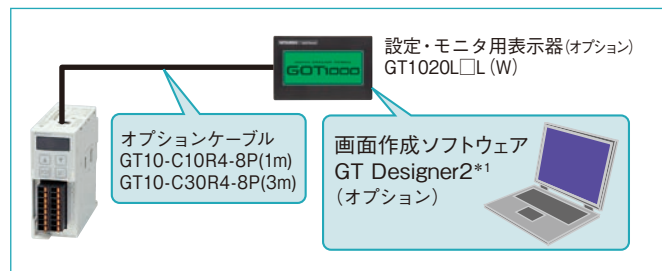 設定・モニタ用表示器(オプション)
GT1020L□L(W)
GOT1000
オプションケーブル
GT10-C10R4-8P(1m)
GT10-C30R4-8P(3m)
画面作成ソフトウェア
GT Designer2*1
(オプション)